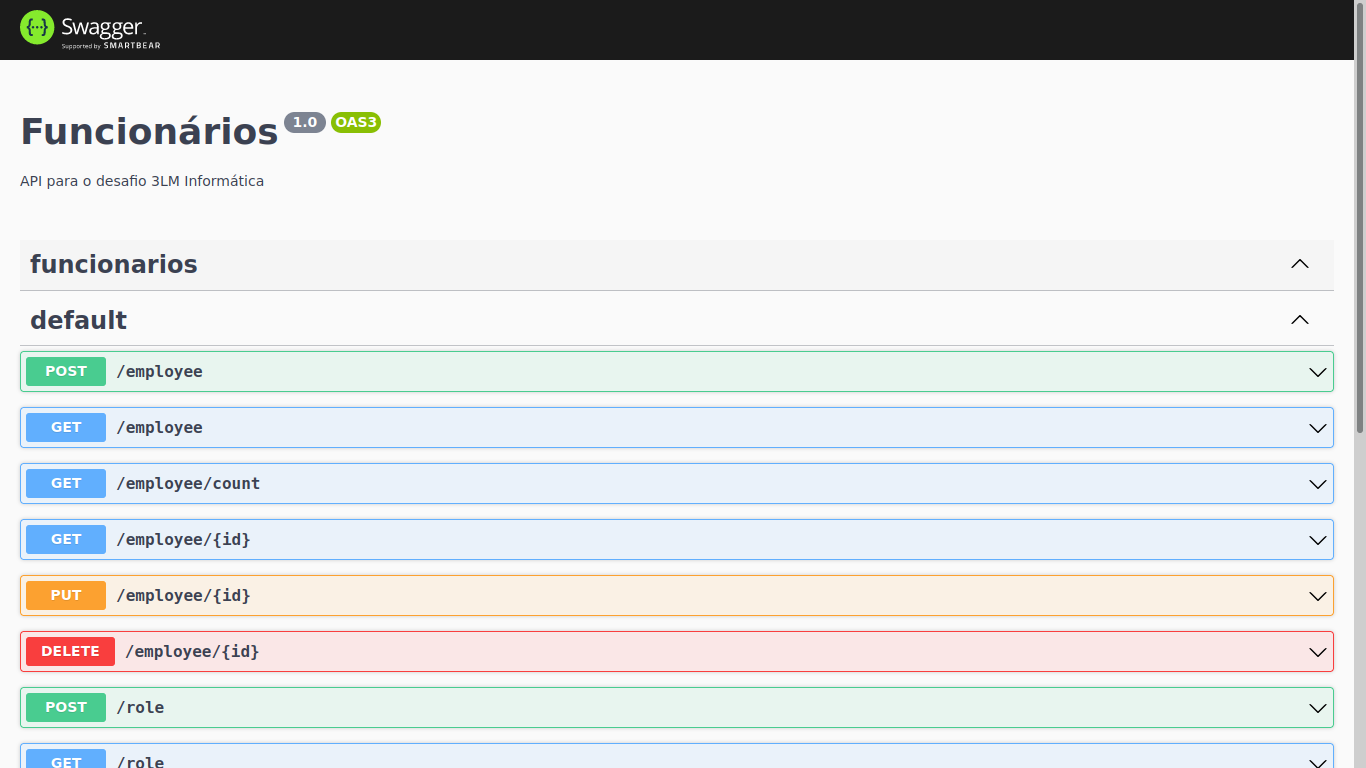 {···} Swagger
Supported by SMARTBEAR
Funcionários 1.0 OAS3
API para o desafio 3LM Informática
funcionarios
default
POST /employee
GET /employee
GET /employee/count
GET /employee/{id}
PUT /employee/{id}
DELETE /employee/{id}
POST /role
GET /role